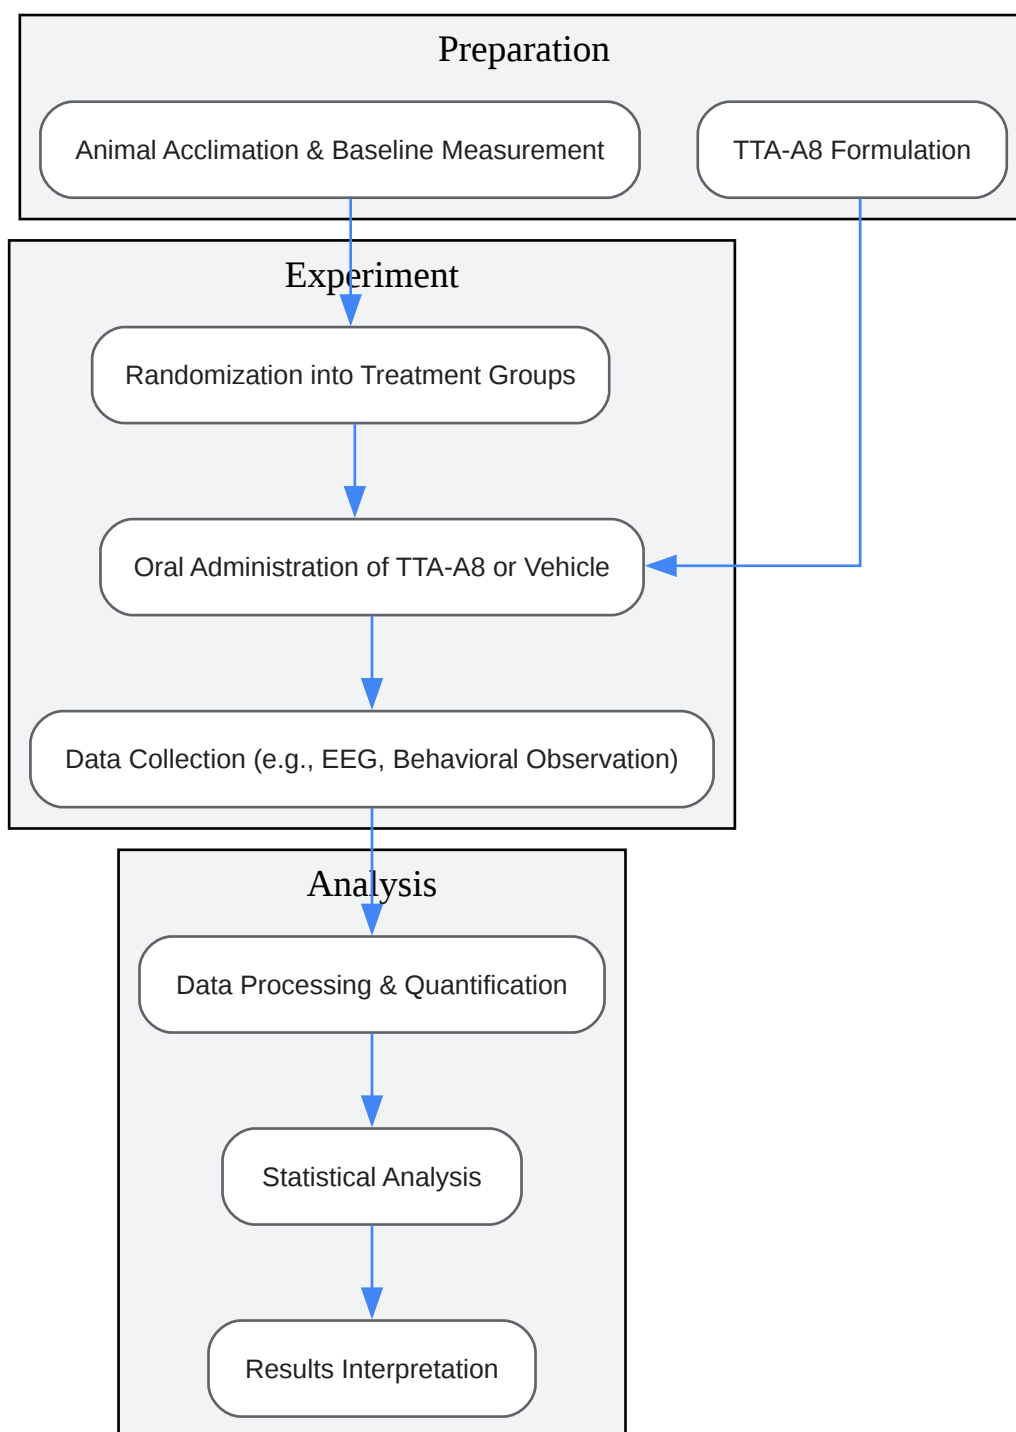 Preparation
Animal Acclimation & Baseline Measurement
TTA-A8 Formulation
Experiment
Randomization into Treatment Groups
Oral Administration of TTA-A8 or Vehicle
Data Collection (e.g., EEG, Behavioral Observation)
Analysis
Data Processing & Quantification
Statistical Analysis
Results Interpretation